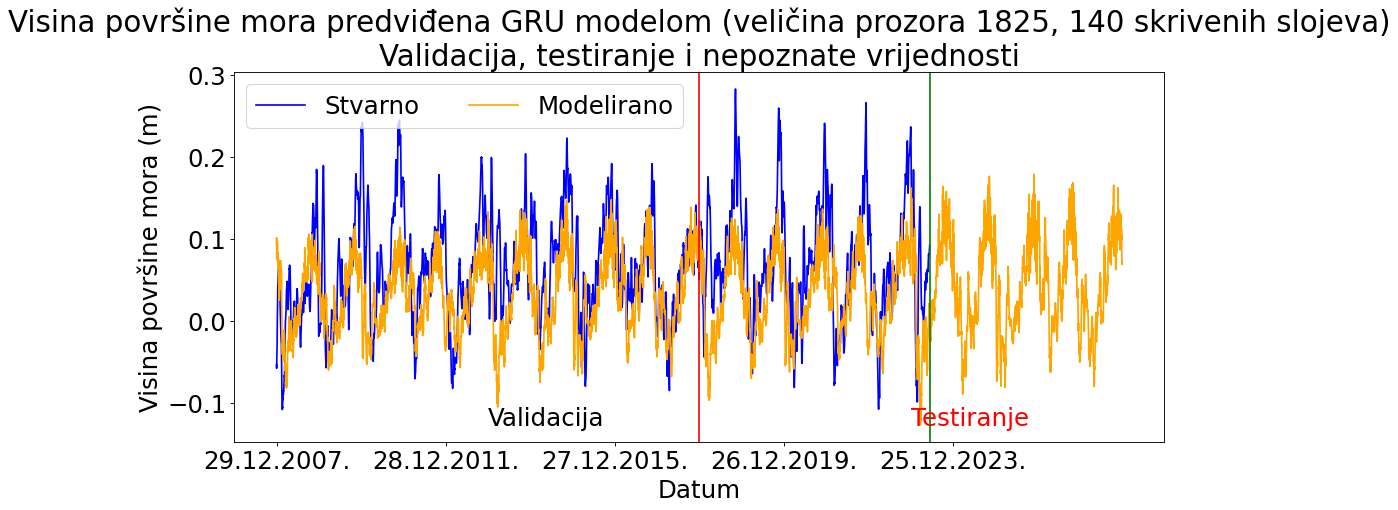 Visina površine mora predviđena GRU modelom (veličina prozora 1825, 140 skrivenih slojeva)
Validacija, testiranje i nepoznate vrijednosti
Stvarno
Modelirano
Visina površine mora (m)
0.3
0.2
0.1
0.0
−0.1
Validacija
Testiranje
29.12.2007.
28.12.2011.
27.12.2015.
26.12.2019.
25.12.2023.
Datum